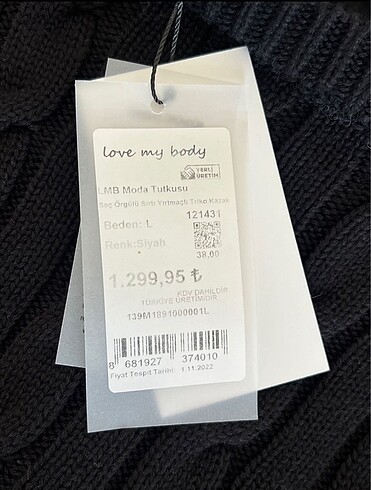 love my body
YERLİ
ÜRETİM
LMB Moda Tutkusu
Saç Örgülü Sırtı Yırtmaçlı Triko Kazak
121431
Beden: L
Renk:Siyah
38,00
1.299,95 ₺
KDV DAHİLDİR
TÜRKİYE ÜRETİMİDİR
139M1891000001L
8 681927 374010
Fiyat Tespit Tarihi: 1.11.2022